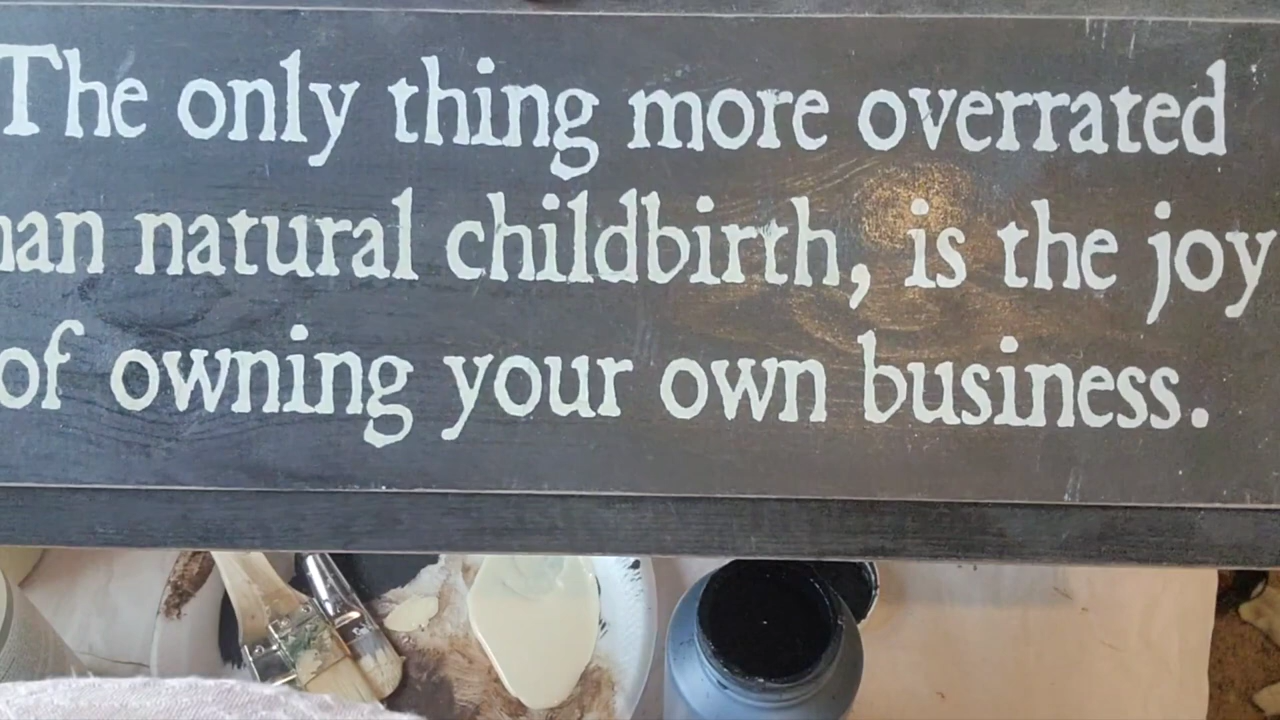 The only thing more overrated
han natural childbirth, is the joy
of owning your own business.